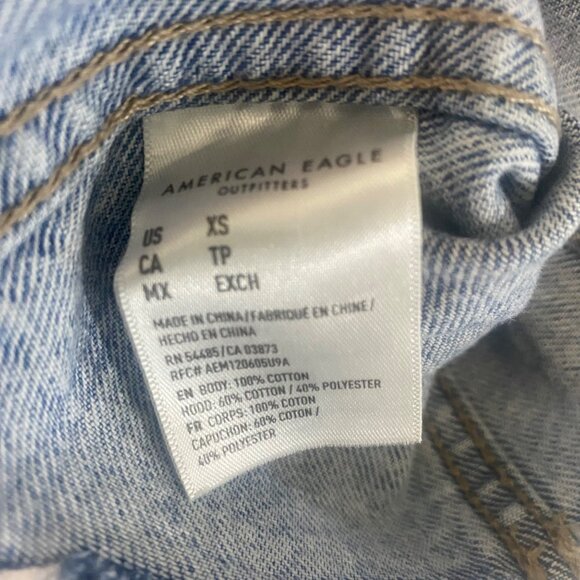 AMERICAN EAGLE
OUTFITTERS
US XS
CA TP
MX EXCH
MADE IN CHINA/FABRIQUÉ EN CHINE/
HECHO EN CHINA
RN 54485/CA 03873
RFC# AEM120605U9A
EN BODY: 100% COTTON
HOOD: 60% COTTON / 40% POLYESTER
FR CORPS: 100% COTON
CAPUCHON: 60% COTON /
40% POLYESTER